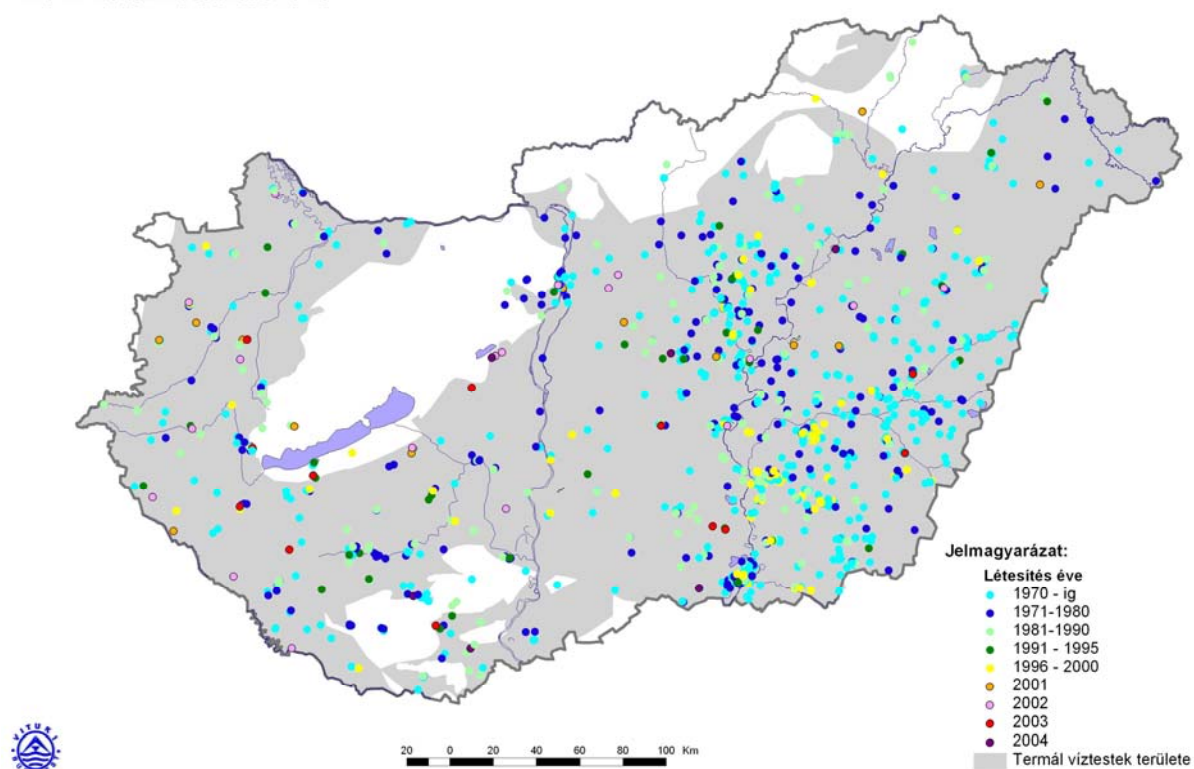 Jelmagyarázat:
Létesítés éve
1970 - ig
1971-1980
1981-1990
1991 - 1995
1996 - 2000
2001
2002
2003
2004
Termál víztestek területe
20 0 20 40 60 80 100 Km
VITUKI